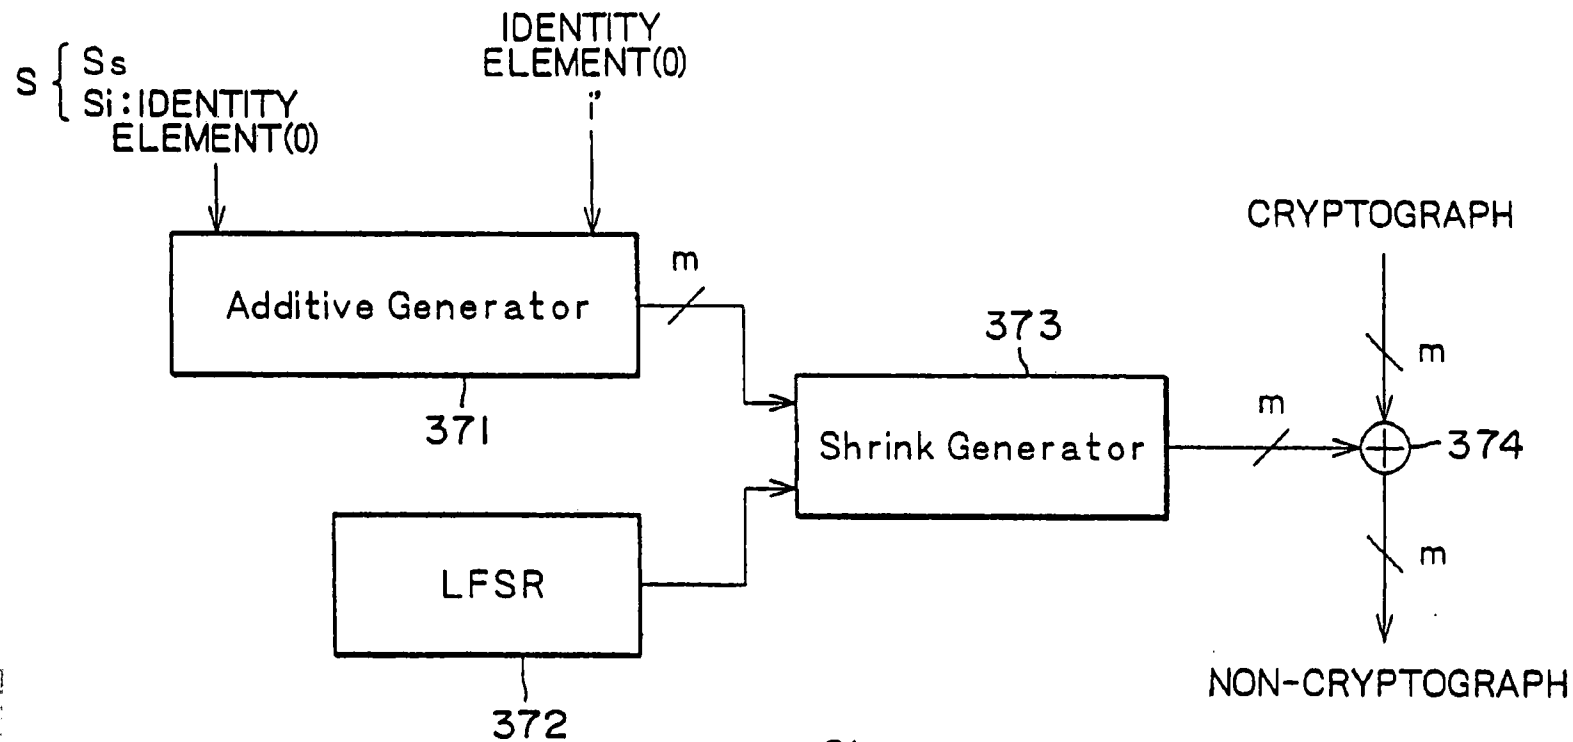 IDENTITY
ELEMENT(0)
S { Ss
Si:IDENTITY
ELEMENT(0)
i'
CRYPTOGRAPH
m
Additive Generator
371
373
m
m
Shrink Generator
374
LFSR
372
m
NON-CRYPTOGRAPH